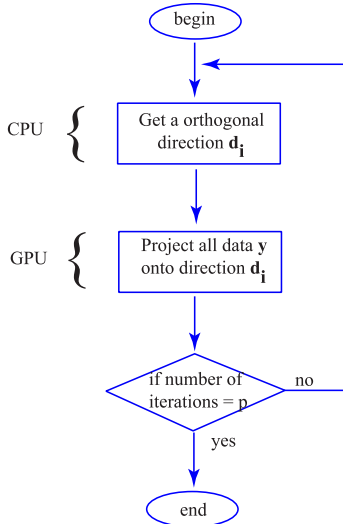 begin
CPU
Get a orthogonal
direction di
GPU
Project all data y
onto direction di
if number of
iterations = p
no
yes
end